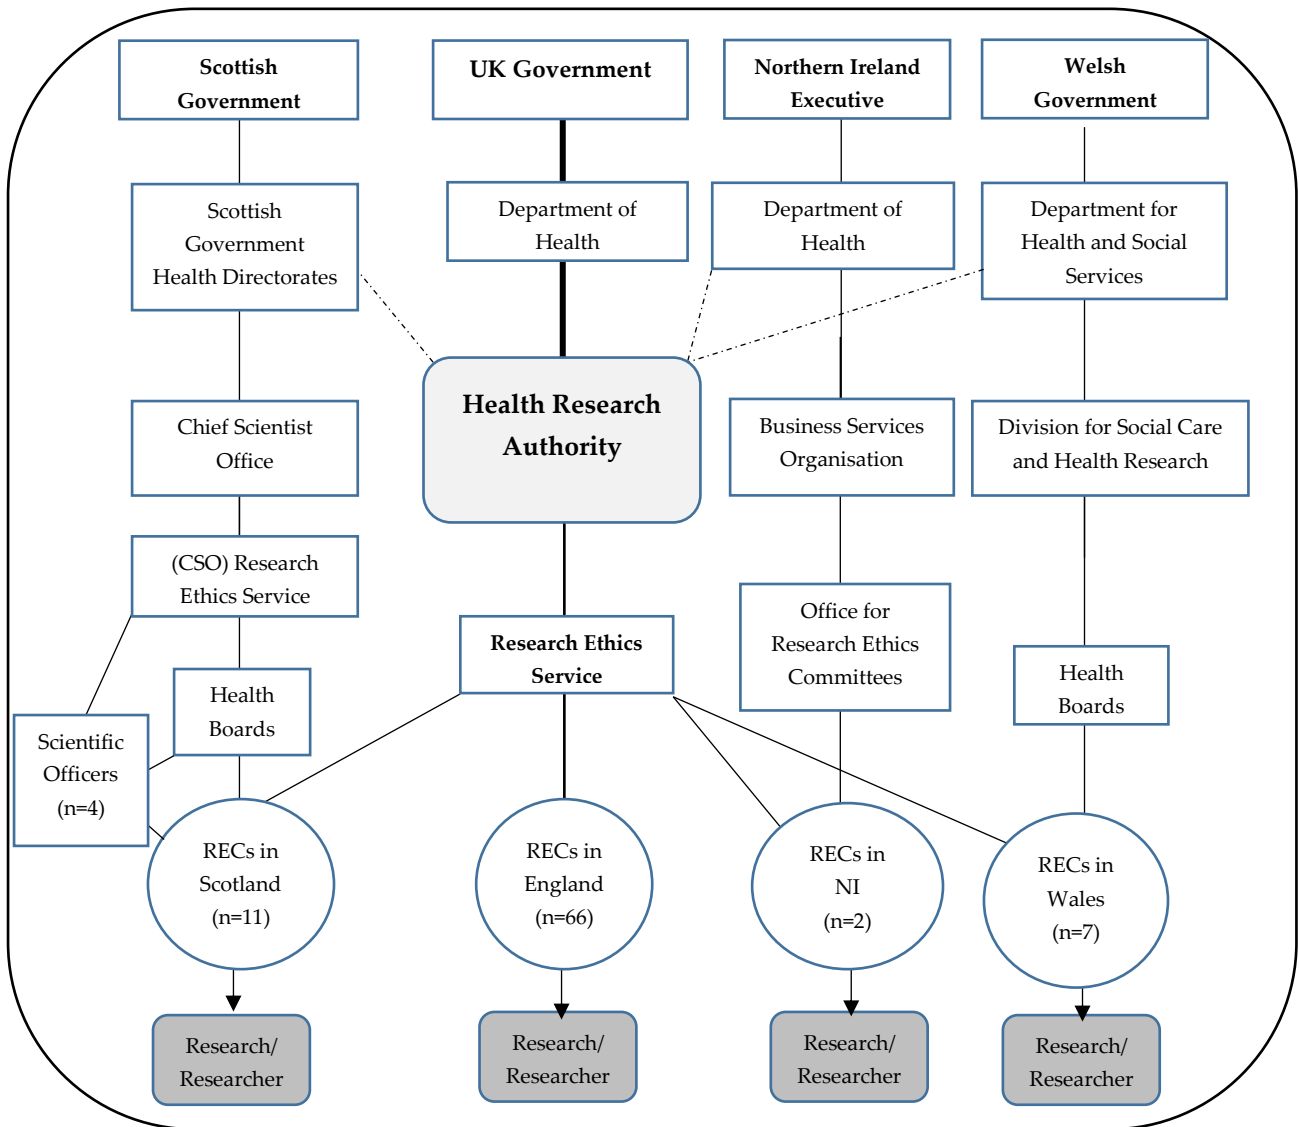 Scottish
Government
UK Government
Northern Ireland
Executive
Welsh
Government
Scottish
Government
Health Directorates
Department of
Health
Department of
Health
Department for
Health and Social
Services
Health Research
Authority
Chief Scientist
Office
Business Services
Organisation
Division for Social Care
and Health Research
(CSO) Research
Ethics Service
Research Ethics
Service
Office for
Research Ethics
Committees
Health
Boards
Health
Boards
Scientific
Officers
(n=4)
RECs in
Scotland
(n=11)
RECs in
England
(n=66)
RECs in
NI
(n=2)
RECs in
Wales
(n=7)
Research/
Researcher
Research/
Researcher
Research/
Researcher
Research/
Researcher